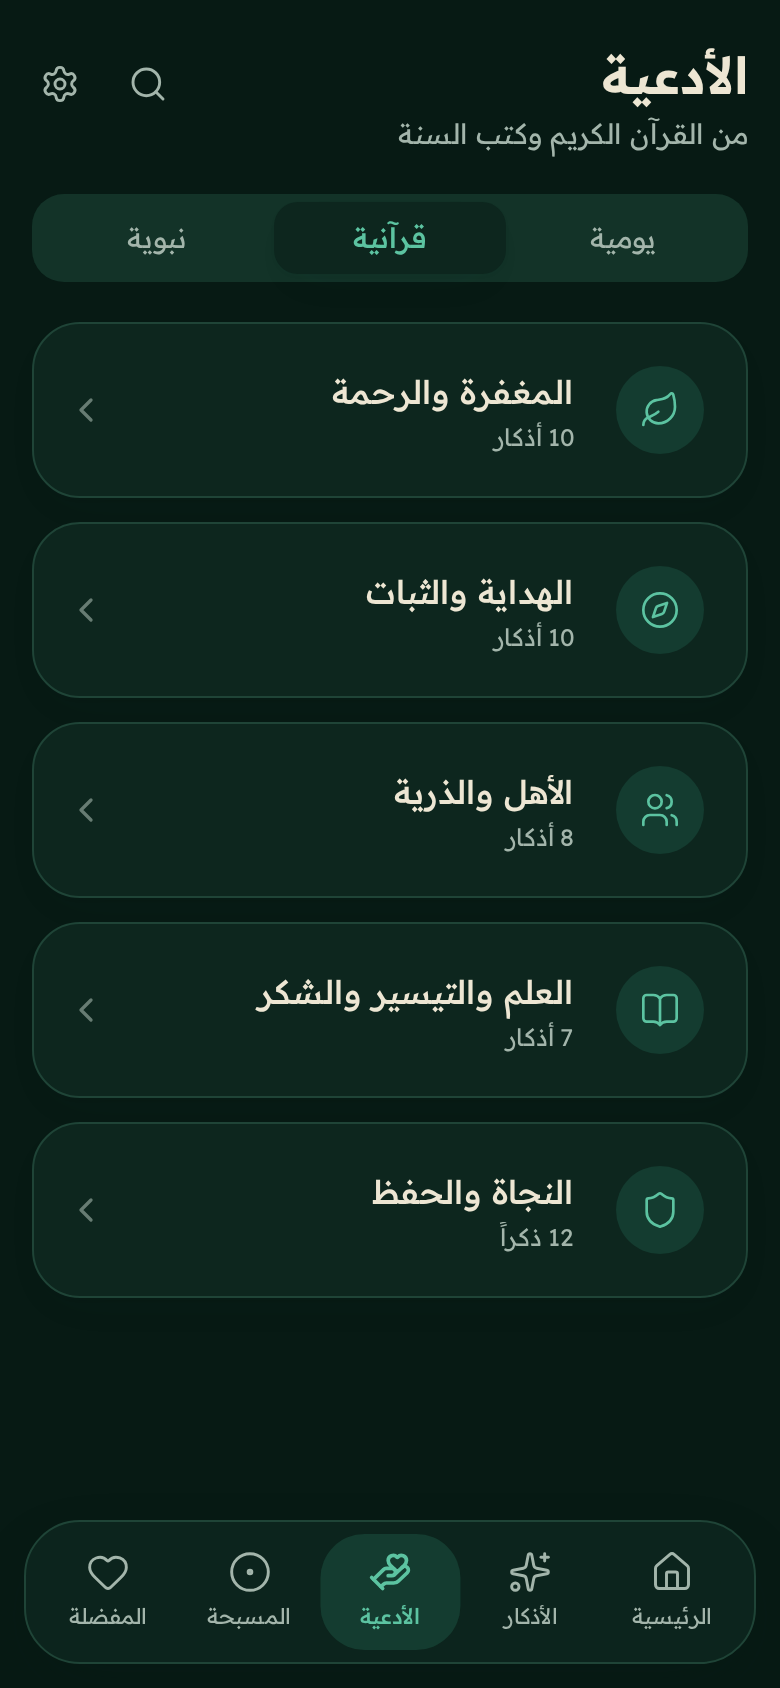 الأدعية
من القرآن الكريم وكتب السنة
يومية
قرآنية
نبوية
المغفرة والرحمة
10 أذكار
الهداية والثبات
10 أذكار
الأهل والذرية
8 أذكار
العلم والتيسير والشكر
7 أذكار
النجاة والحفظ
12 ذكراً
الرئيسية
الأذكار
الأدعية
المسبحة
المفضلة